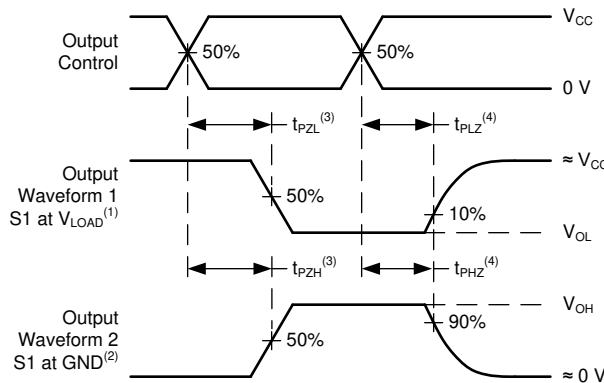 V_CC
Output
Control
50%
50%
0 V
t_PZL^(3)
t_PLZ^(4)
≈ V_CC
Output
Waveform 1
S1 at V_LOAD^(1)
50%
10%
V_OL
t_PZH^(3)
t_PHZ^(4)
V_OH
Output
Waveform 2
S1 at GND^(2)
50%
90%
≈ 0 V